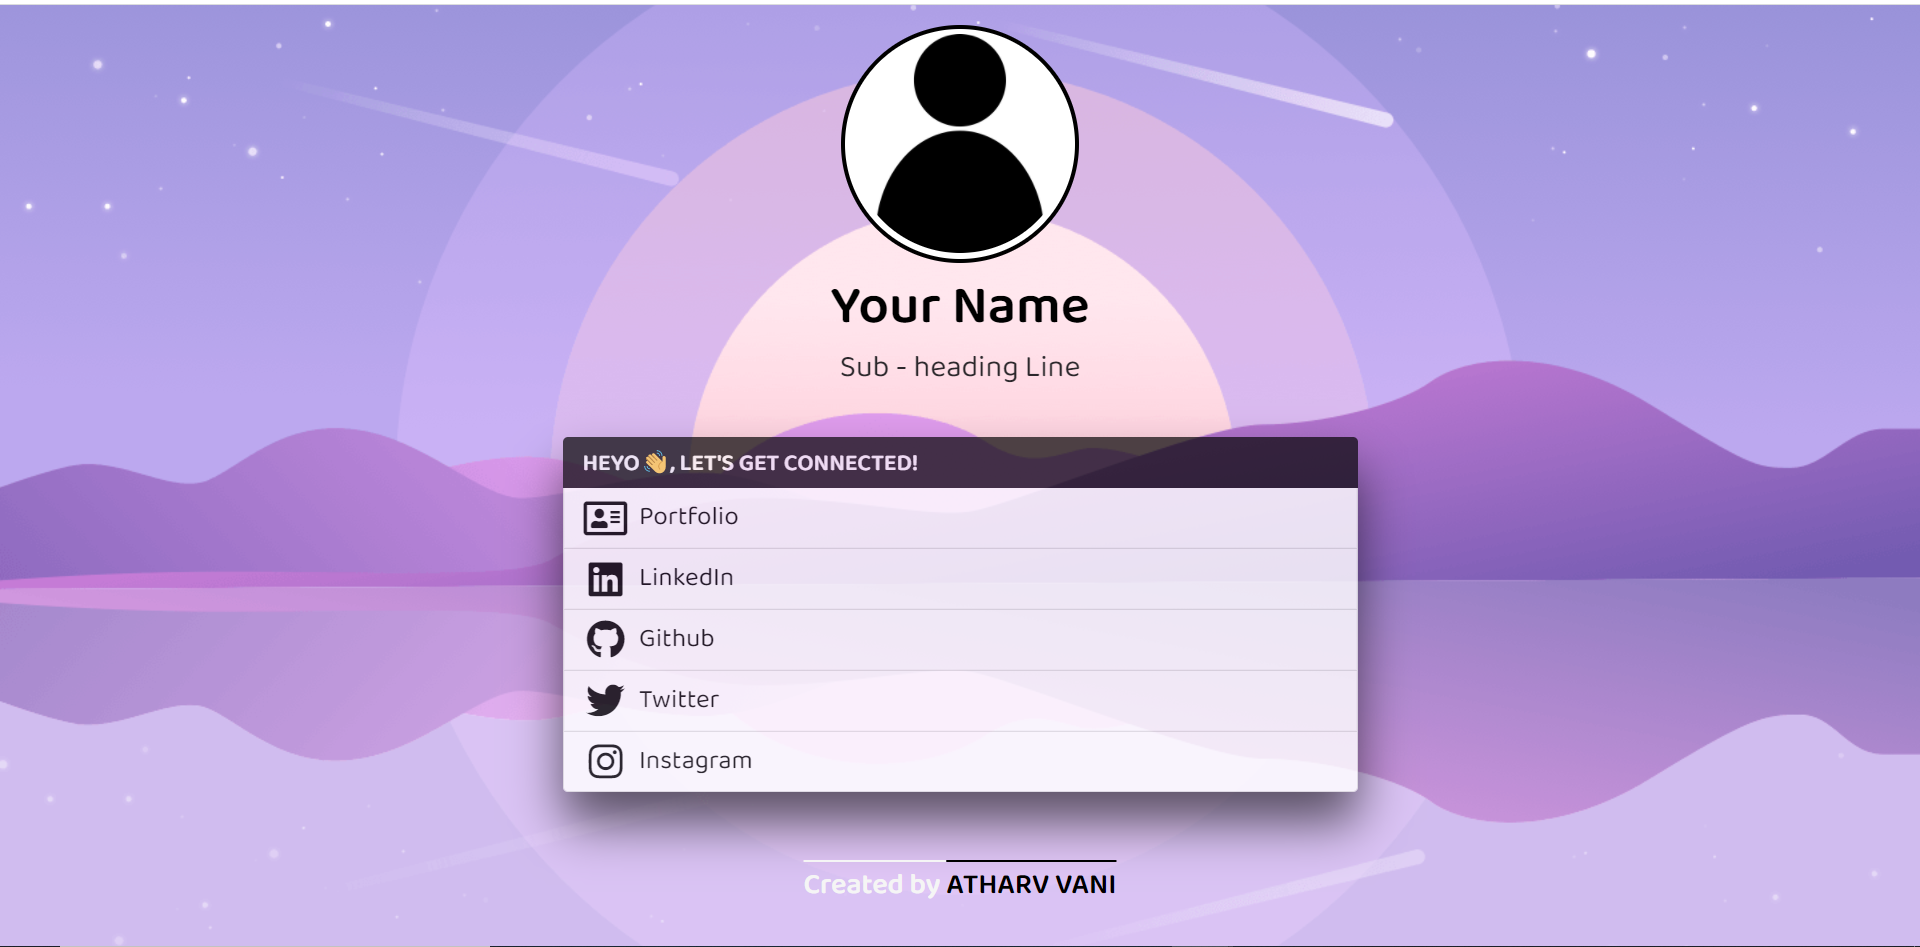 Your Name
Sub - heading Line
HEYO 👋, LET'S GET CONNECTED!
Portfolio
LinkedIn
Github
Twitter
Instagram
Created by ATHARV VANI